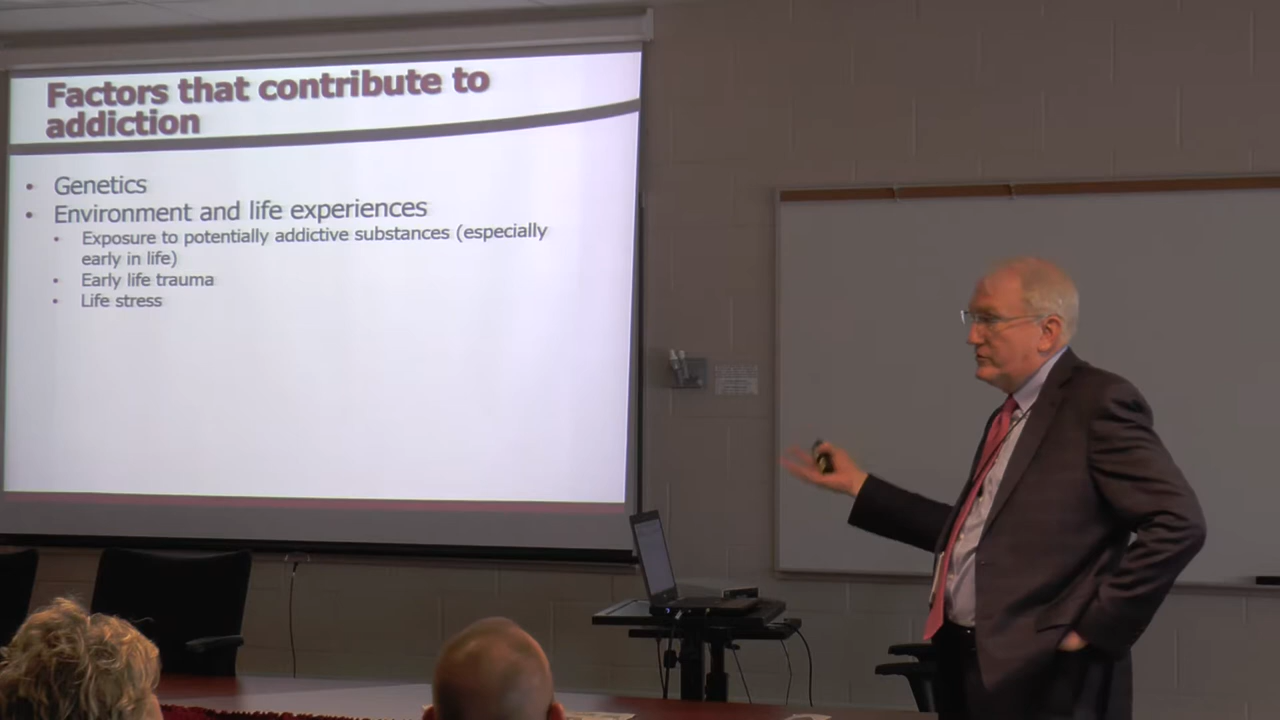 Factors that contribute to
addiction
• Genetics
• Environment and life experiences
• Exposure to potentially addictive substances (especially
early in life)
• Early life trauma
• Life stress